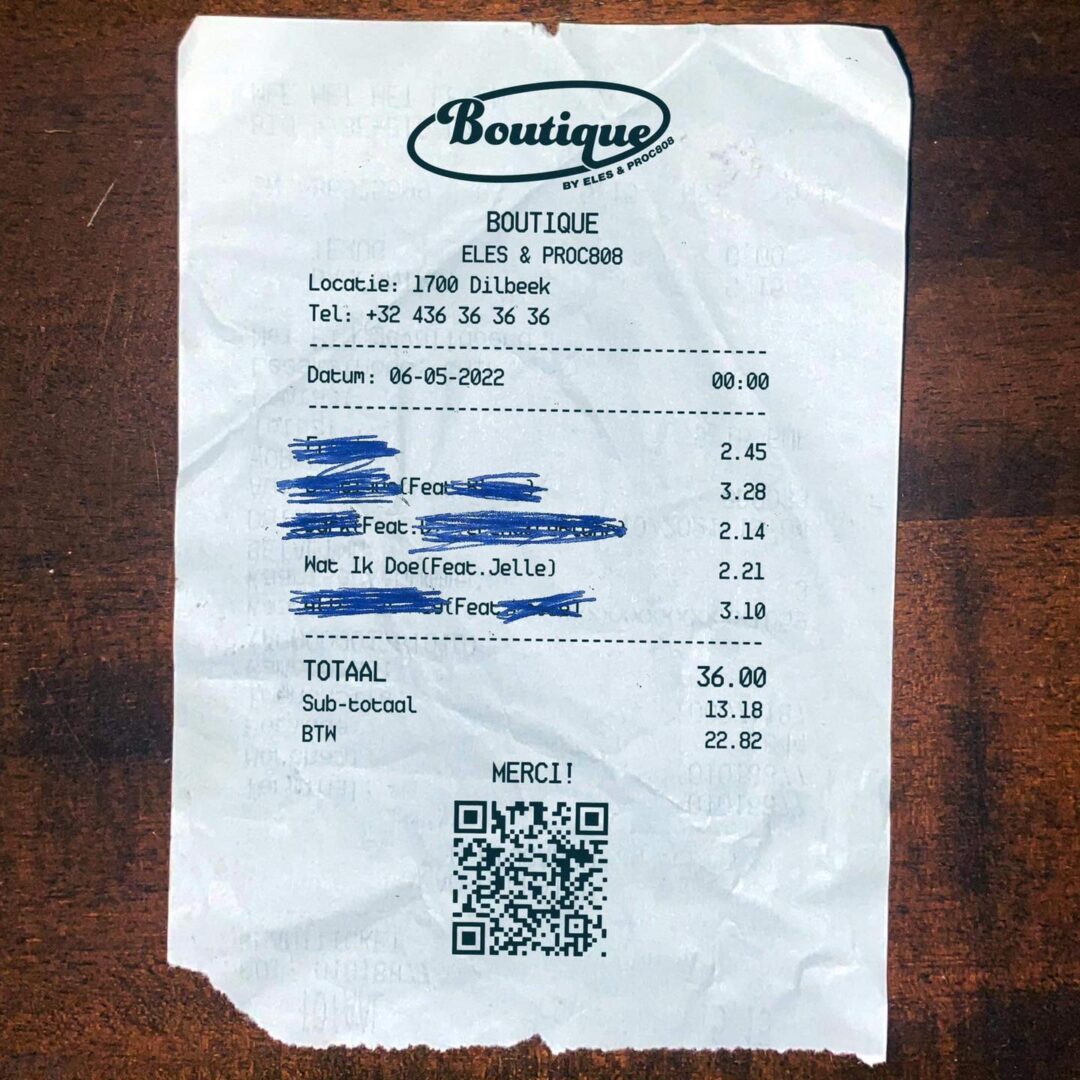 Boutique
BY ELES & PROC808
BOUTIQUE
ELES & PROC808
Locatie: 1700 Dilbeek
Tel: +32 436 36 36 36
Datum: 06-05-2022 00:00
2.45
(Feat. 3.28
(Feat. 2.14
Wat Ik Doe(Feat.Jelle) 2.21
(Feat. 3.10
TOTAAL 36.00
Sub-totaal 13.18
BTW 22.82
MERCI!